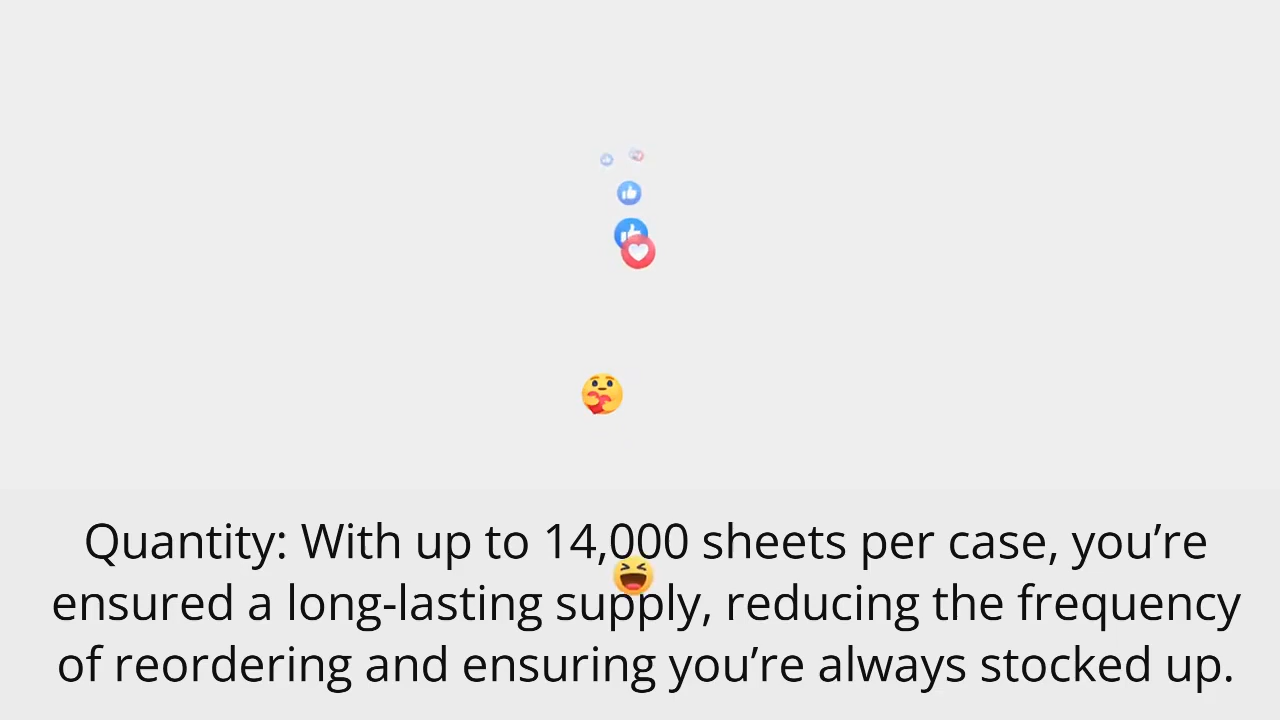 Quantity: With up to 14,000 sheets per case, you’re
ensured a long-lasting supply, reducing the frequency
of reordering and ensuring you’re always stocked up.